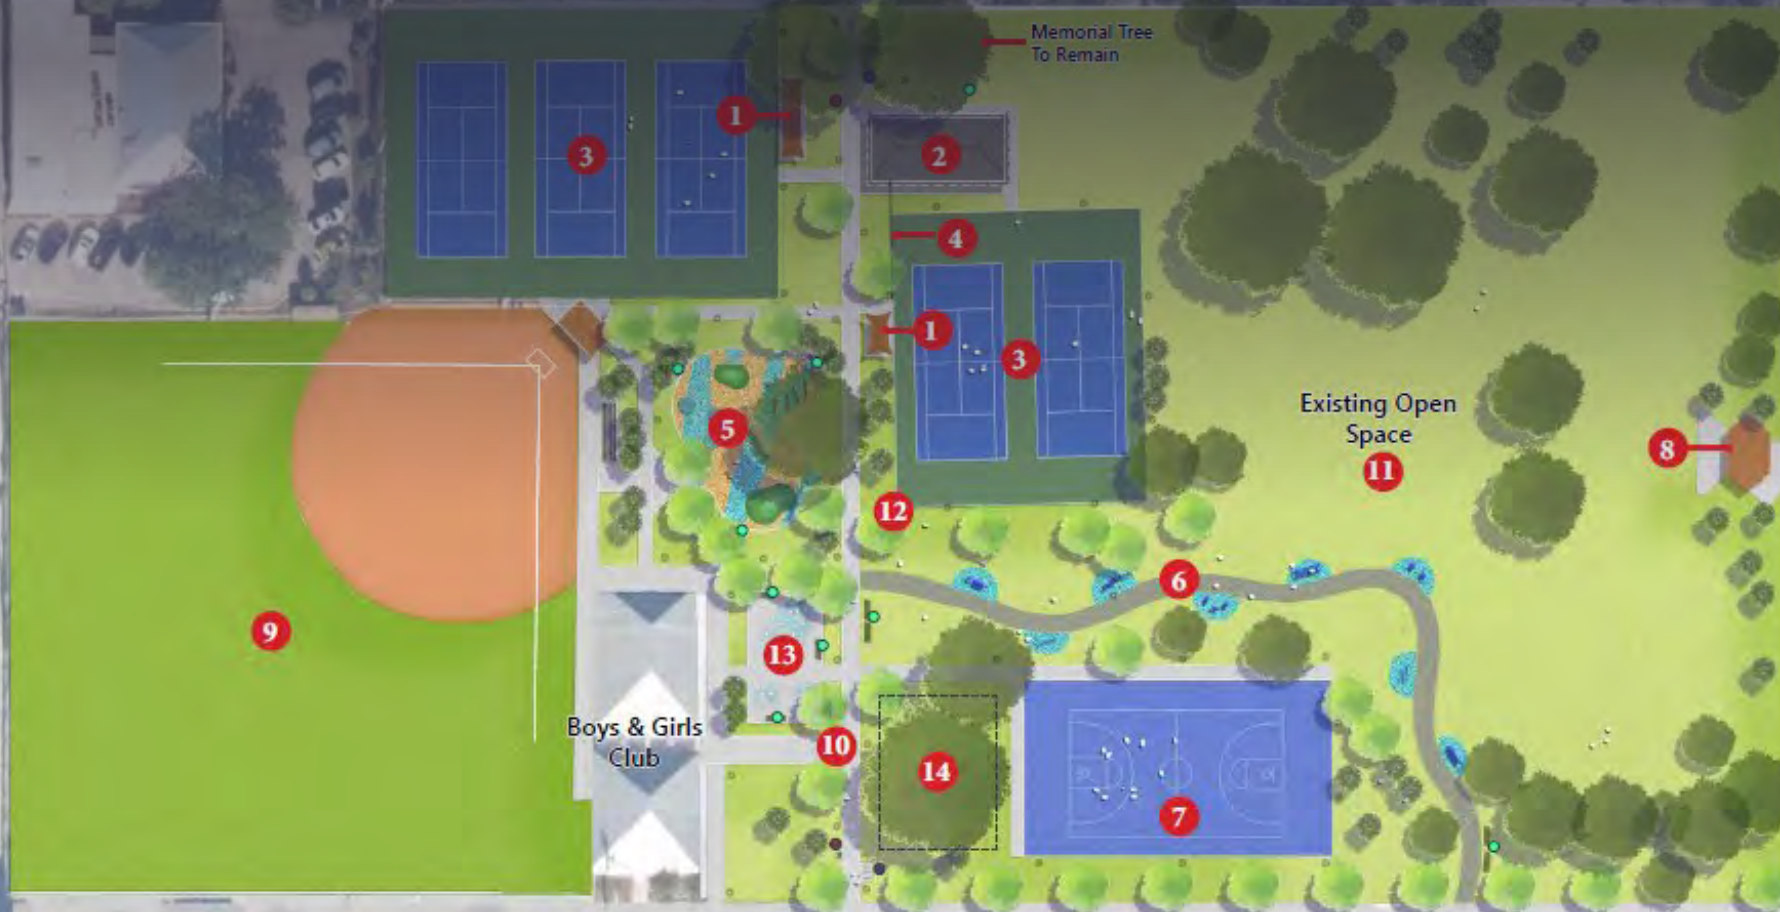 Memorial Tree
To Remain
1
2
3
4
1
3
Existing Open
Space
11
8
5
12
6
9
13
Boys & Girls
Club
10
14
7